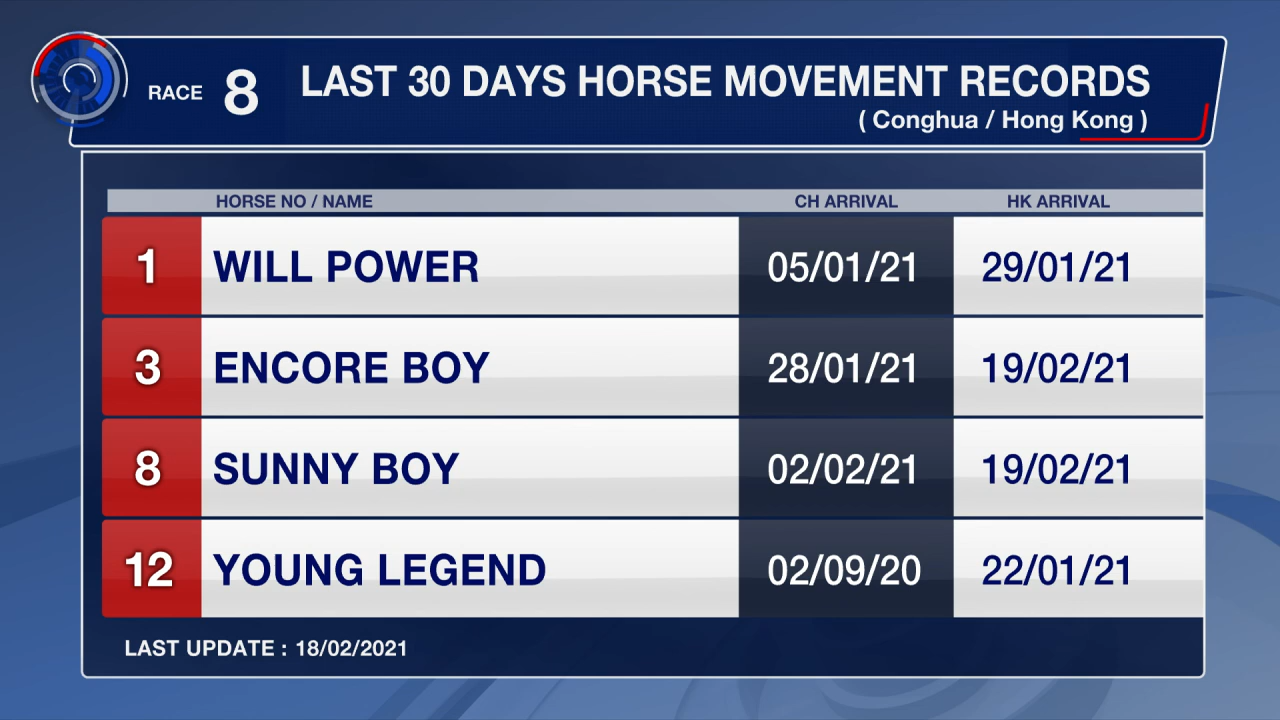 RACE 8 LAST 30 DAYS HORSE MOVEMENT RECORDS
( Conghua / Hong Kong )
HORSE NO / NAME CH ARRIVAL HK ARRIVAL
1 WILL POWER 05/01/21 29/01/21
3 ENCORE BOY 28/01/21 19/02/21
8 SUNNY BOY 02/02/21 19/02/21
12 YOUNG LEGEND 02/09/20 22/01/21
LAST UPDATE : 18/02/2021